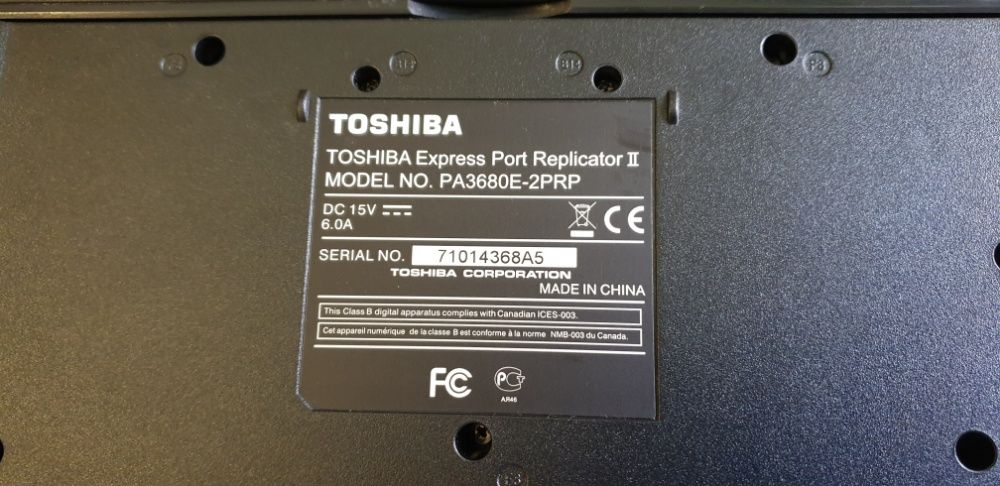 TOSHIBA
TOSHIBA Express Port Replicator II
MODEL NO. PA3680E-2PRP
DC 15V
6.0A
CE
SERIAL NO. 71014368A5
TOSHIBA CORPORATION
MADE IN CHINA
This Class B digital apparatus complies with Canadian ICES-003.
Cet appareil numérique de la classe B est conforme à la norme NMB-003 du Canada.
FC
АЯ46